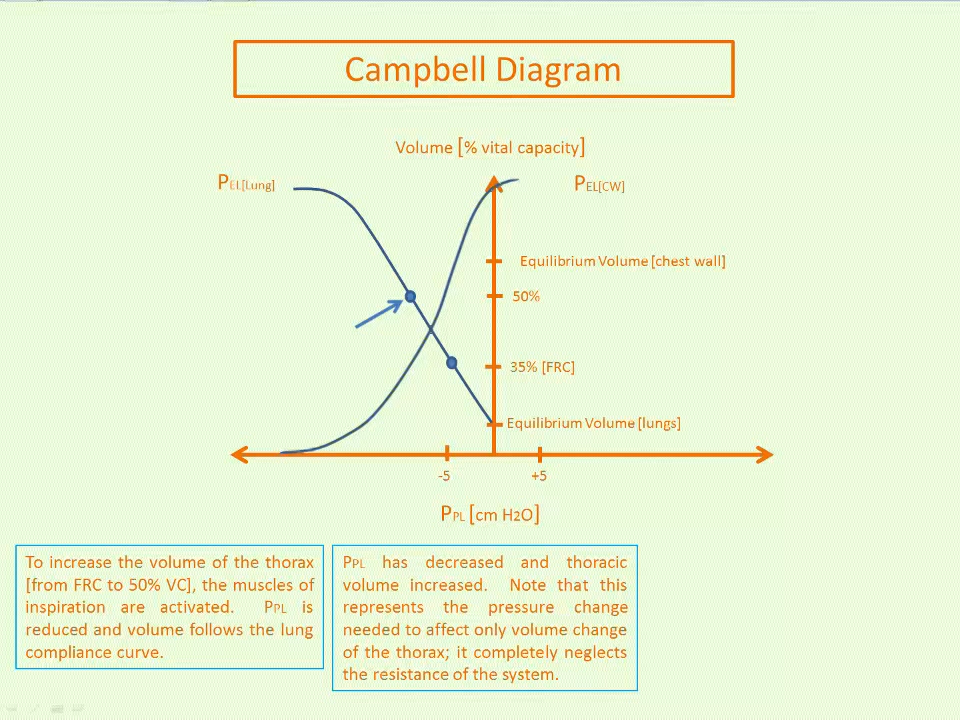 Campbell Diagram
Volume [% vital capacity]
PEL[Lung]
PEL[CW]
Equilibrium Volume [chest wall]
50%
35% [FRC]
Equilibrium Volume [lungs]
-5
+5
PPL [cm H2O]
To increase the volume of the thorax
[from FRC to 50% VC], the muscles of
inspiration are activated. PPL is
reduced and volume follows the lung
compliance curve.
PPL has decreased and thoracic
volume increased. Note that this
represents the pressure change
needed to affect only volume change
of the thorax; it completely neglects
the resistance of the system.